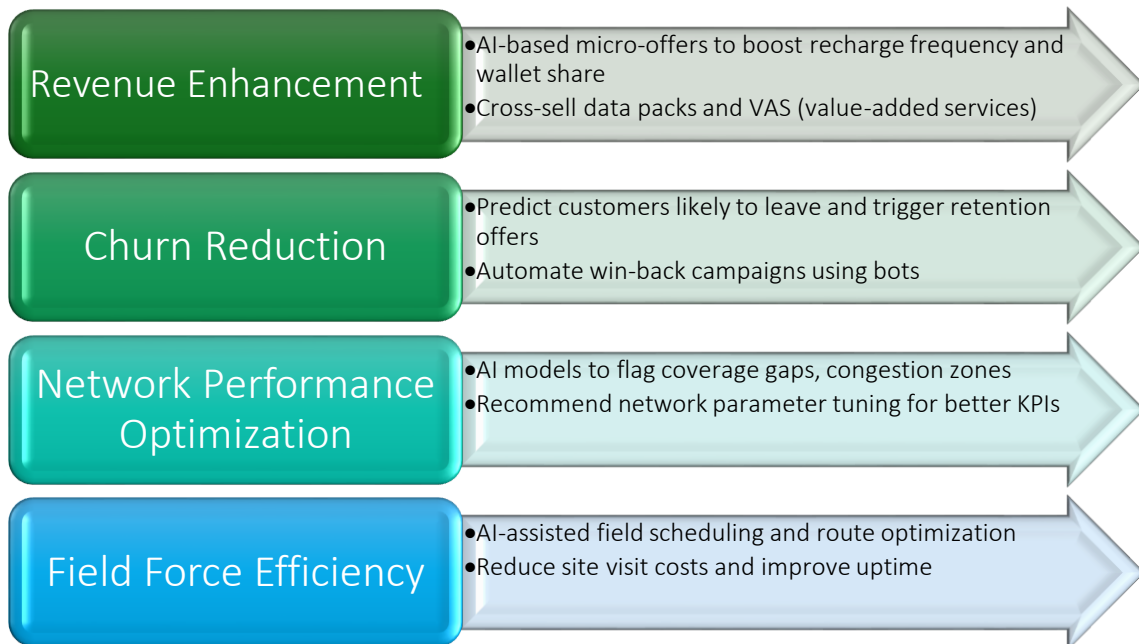 Revenue Enhancement
•AI-based micro-offers to boost recharge frequency and
wallet share
•Cross-sell data packs and VAS (value-added services)
Churn Reduction
•Predict customers likely to leave and trigger retention
offers
•Automate win-back campaigns using bots
Network Performance
Optimization
•AI models to flag coverage gaps, congestion zones
•Recommend network parameter tuning for better KPIs
Field Force Efficiency
•AI-assisted field scheduling and route optimization
•Reduce site visit costs and improve uptime